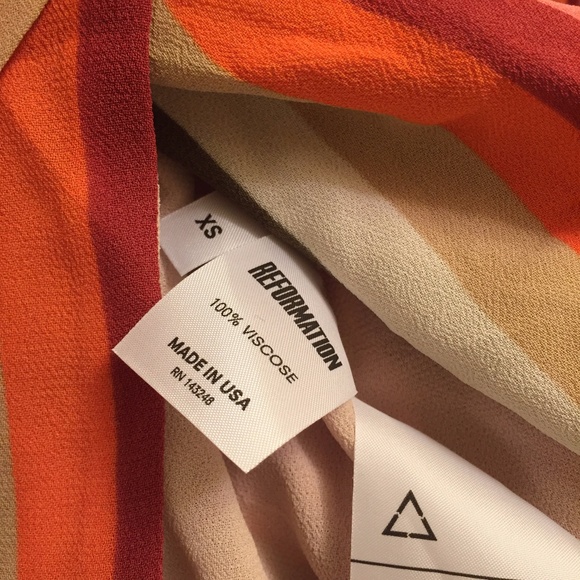 XS
REFORMATION
100% VISCOSE
MADE IN USA
RN 143248